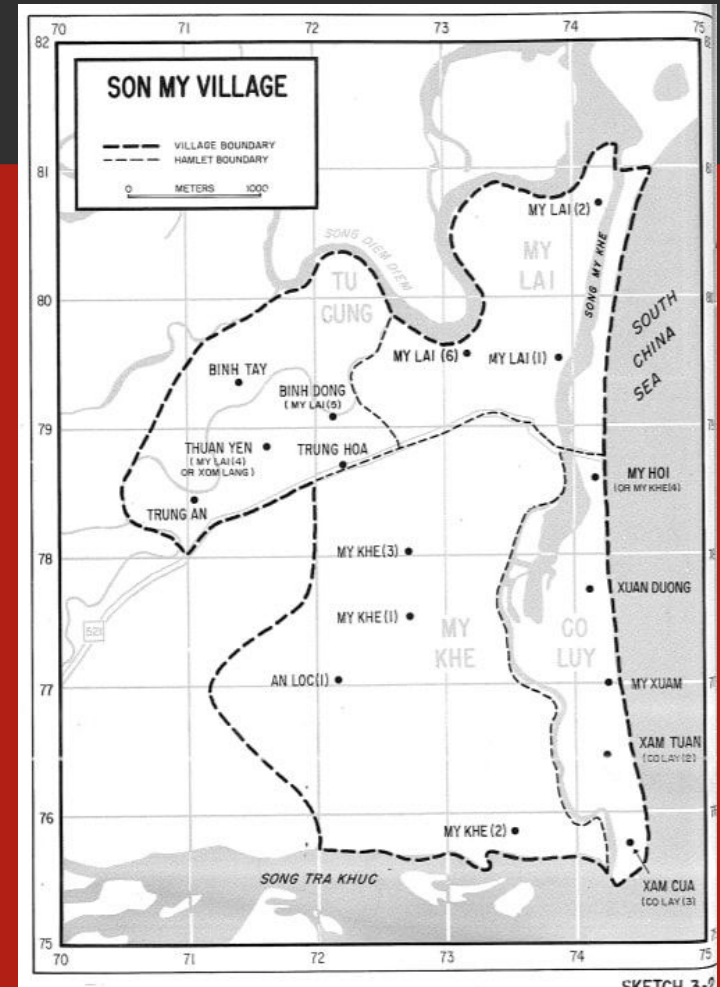 70 71 72 73 74 75
82
SON MY VILLAGE
VILLAGE BOUNDARY
HAMLET BOUNDARY
0 METERS 1000
81
MY LAI (2)
SONG DIEM DIEM
MY
LAI
SONG MY KHE
TU
CUNG
80
SOUTH
CHINA
SEA
MY LAI (6)
MY LAI (1)
BINH TAY
BINH DONG
(MY LAI(5)
79
THUAN YEN
(MY LAI(4)
OR XOM LANG)
TRUNG HOA
MY HOI
(OR MY KHE(4)
TRUNG AN
78
MY KHE (3)
XUAN DUONG
521
MY KHE (1)
MY
KHE
CO
LUY
77
AN LOC (1)
MY XUAM
XAM TUAN
(CO LAY(2)
76
MY KHE (2)
SONG TRA KHUC
XAM CUA
(CO LAY(3)
75
70 71 72 73 74 75